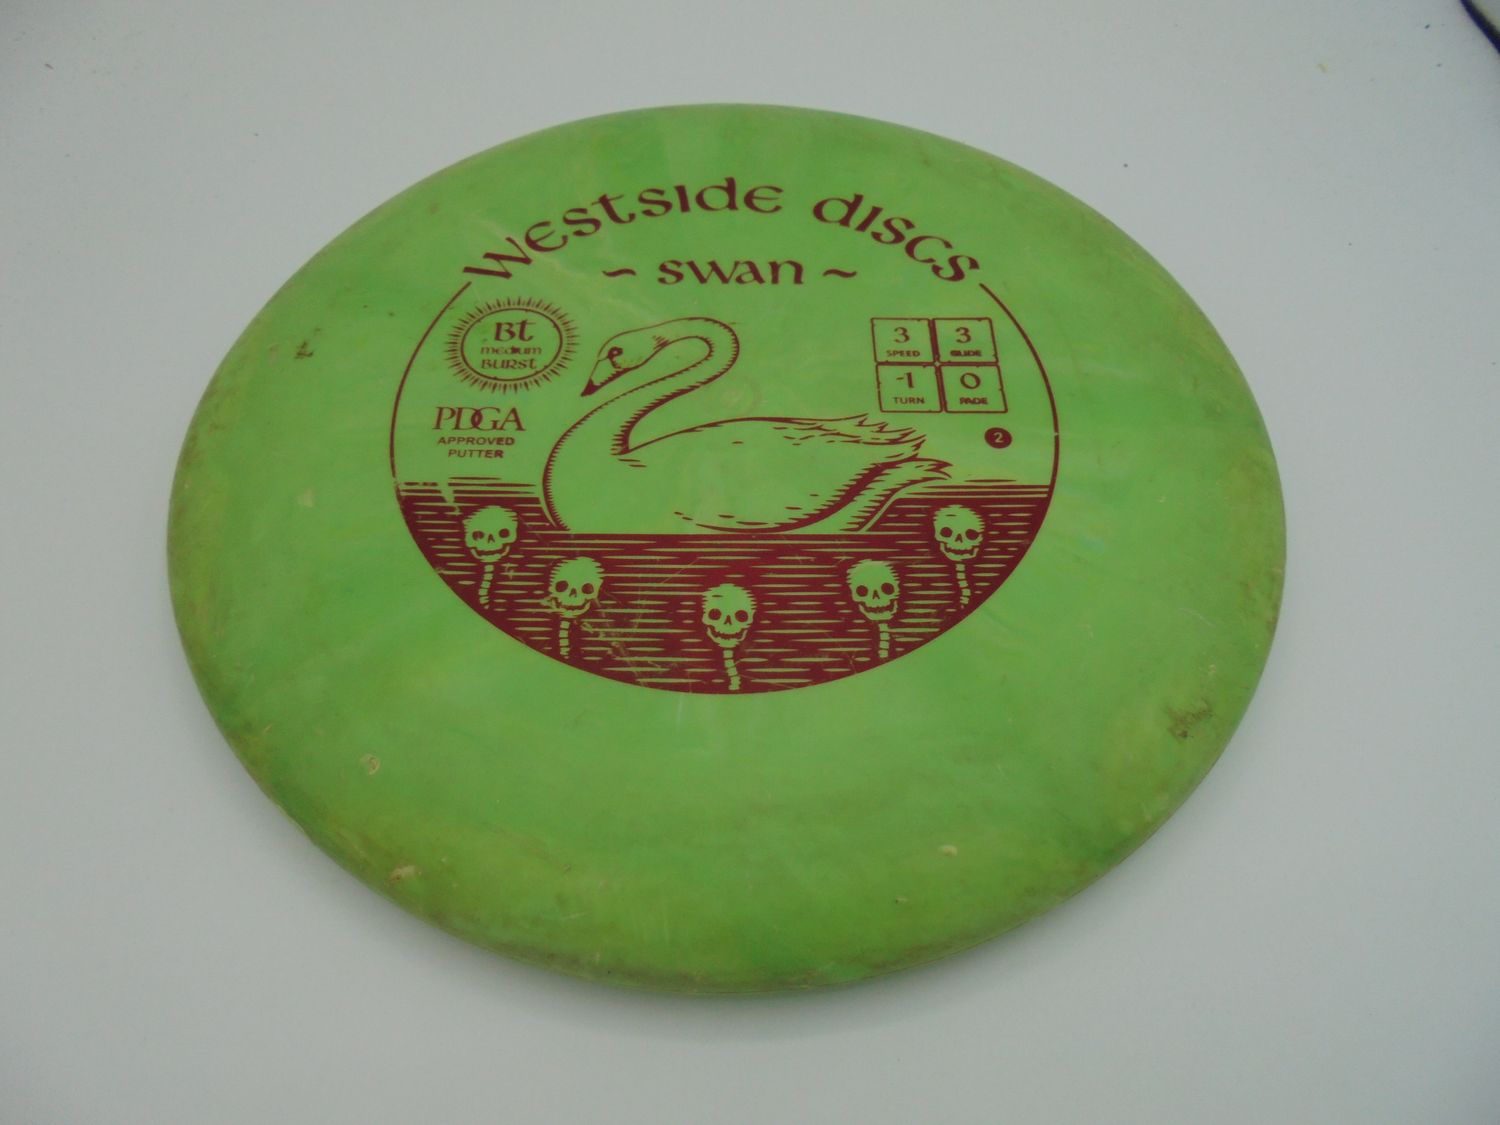 Westside Discs
~ Swan ~
BT
Medium
Burst
PDGA
APPROVED
PUTTER
3 3
SPEED GLIDE
-1 0
TURN FADE
2